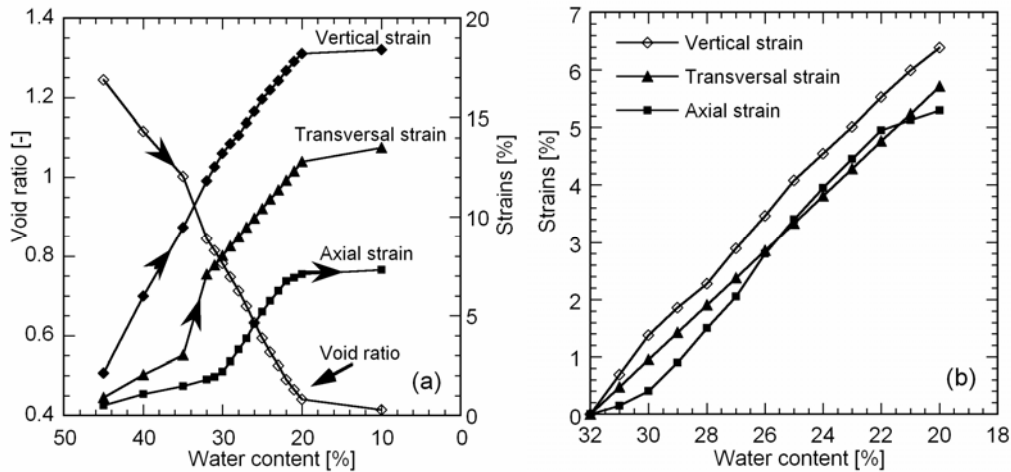 1.4
1.2
1
0.8
0.6
0.4
Void ratio [-]
50
40
30
20
10
0
Water content [%]
20
15
10
5
0
Strains [%]
Vertical strain
Transversal strain
Axial strain
Void ratio
(a)
7
6
5
4
3
2
1
0
Strains [%]
32
30
28
26
24
22
20
18
Water content [%]
Vertical strain
Transversal strain
Axial strain
(b)